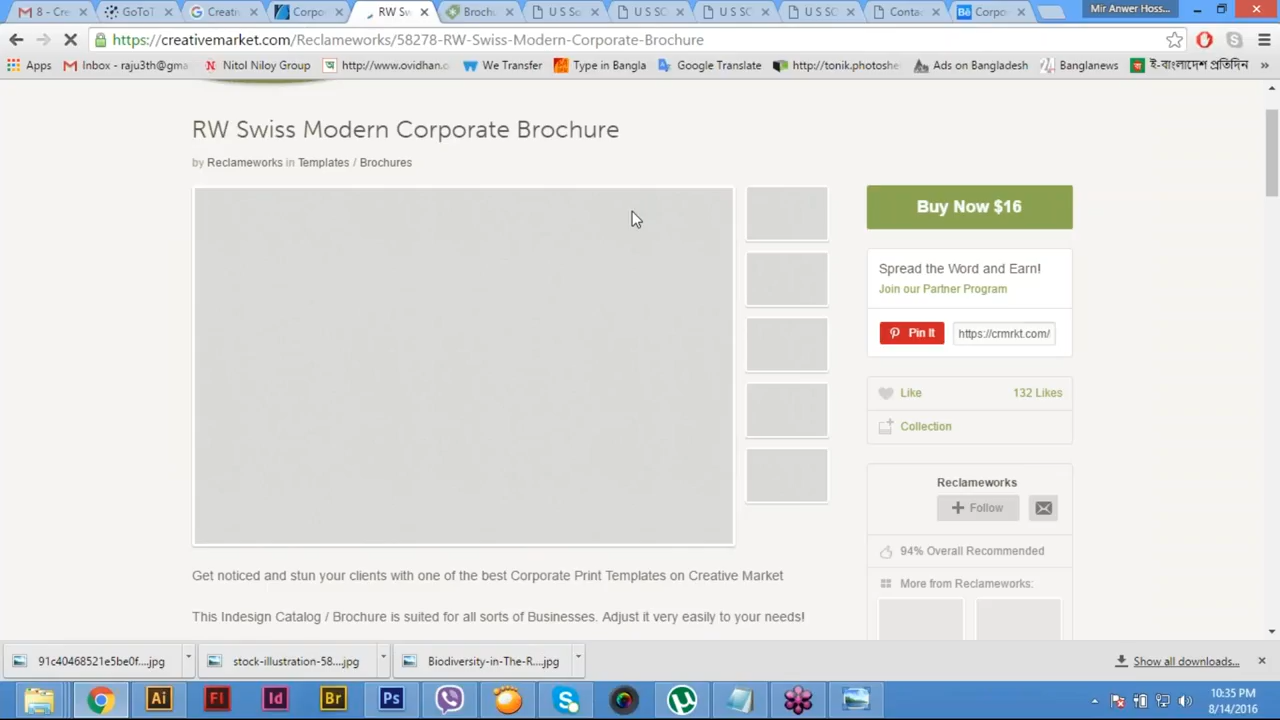 8 - Cre
GoToT
Creativ
Corpo
RW Sw
Brochu
U S So
U S SC
U S SC
U S SC
Contac
Corpo
Mir Anwer Hoss...
https://creativemarket.com/Reclameworks/58278-RW-Swiss-Modern-Corporate-Brochure
Apps
Inbox - raju3th@gma
Nitol Niloy Group
http://www.ovidhan.o
We Transfer
Type in Bangla
Google Translate
http://tonik.photoshe
Ads on Bangladesh
Banglanews
ই-বাংলাদেশ প্রতিদিন
»
RW Swiss Modern Corporate Brochure
by Reclameworks in Templates / Brochures
Buy Now $16
Spread the Word and Earn!
Join our Partner Program
Pin It
https://crmrkt.com/
Like
132 Likes
Collection
Reclameworks
Follow
94% Overall Recommended
More from Reclameworks:
Get noticed and stun your clients with one of the best Corporate Print Templates on Creative Market
This Indesign Catalog / Brochure is suited for all sorts of Businesses. Adjust it very easily to your needs!
91c40468521e5be0f....jpg
stock-illustration-58....jpg
Biodiversity-in-The-R....jpg
Show all downloads...
Ai
Fl
Id
Br
Ps
10:35 PM
8/14/2016